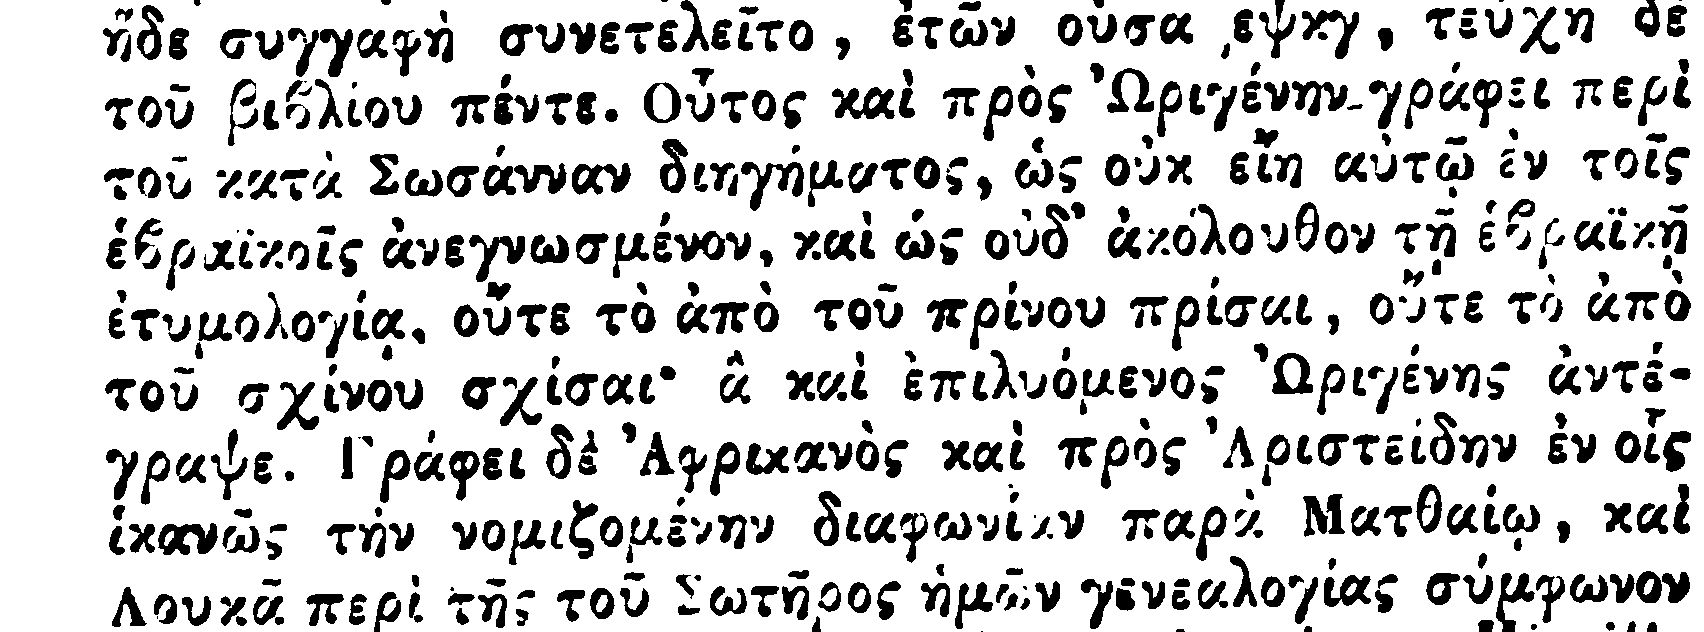 ἥδε συγγαφὴ συνετελεῖτο, ἐτῶν οὖσα ͵εψκγ, τεύχη δὲ
τοῦ βιϐλίου πέντε. Οὗτος καὶ πρὸς Ὠριγένην γράφει περὶ
τοῦ κατὰ Σωσάνναν διηγήματος, ὡς οὐκ εἴη αὐτῷ ἐν τοῖς
ἑϐραϊκοῖς ἀνεγνωσμένον, καὶ ὡς οὐδ’ ἀκόλουθον τῇ ἑϐραϊκῇ
ἐτυμολογίᾳ, οὔτε τὸ ἀπὸ τοῦ πρίνου πρίσαι, οὔτε τὸ ἀπὸ
τοῦ σχίνου σχίσαι· ἃ καὶ ἐπιλυόμενος Ὠριγένης ἀντέ-
γραψε. Γράφει δὲ Ἀφρικανὸς καὶ πρὸς Ἀριστείδην ἐν οἷς
ἱκανῶς τὴν νομιζομένην διαφωνίαν παρὰ Ματθαίῳ, καὶ
Λουκᾶ περὶ τῆς τοῦ Σωτῆρος ἡμῶν γενεαλογίας σύμφωνον